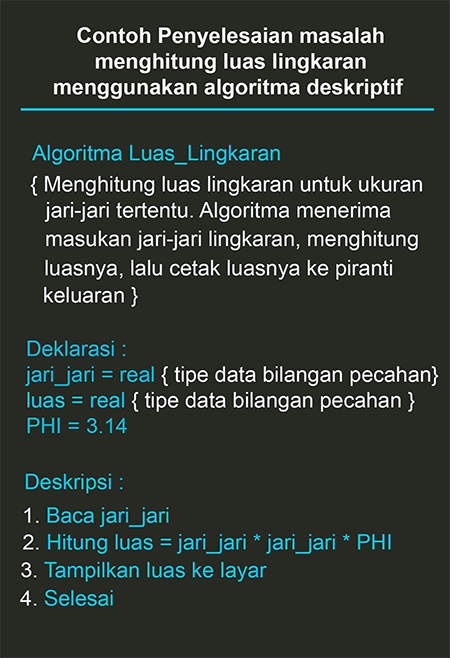 Contoh Penyelesaian masalah
menghitung luas lingkaran
menggunakan algoritma deskriptif
Algoritma Luas_Lingkaran
{ Menghitung luas lingkaran untuk ukuran
jari-jari tertentu. Algoritma menerima
masukan jari-jari lingkaran, menghitung
luasnya, lalu cetak luasnya ke piranti
keluaran }
Deklarasi :
jari_jari = real { tipe data bilangan pecahan}
luas = real { tipe data bilangan pecahan }
PHI = 3.14
Deskripsi :
1. Baca jari_jari
2. Hitung luas = jari_jari * jari_jari * PHI
3. Tampilkan luas ke layar
4. Selesai